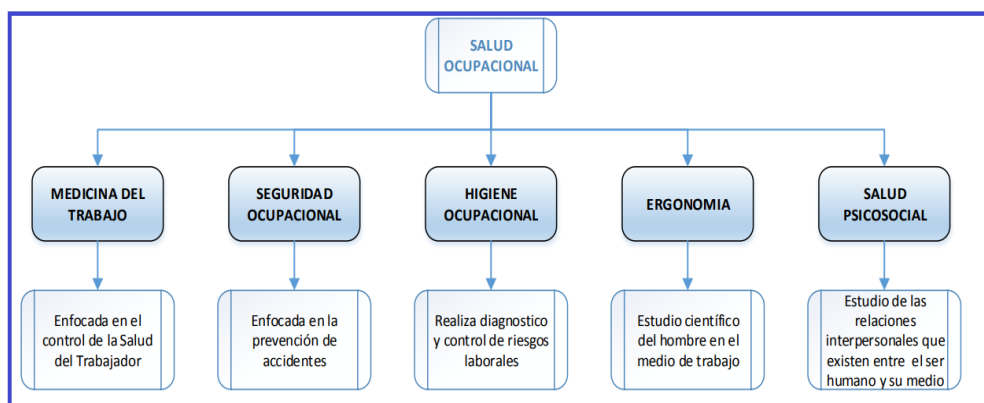 SALUD
OCUPACIONAL
MEDICINA DEL
TRABAJO
SEGURIDAD
OCUPACIONAL
HIGIENE
OCUPACIONAL
ERGONOMIA
SALUD
PSICOSOCIAL
Enfocada en el
control de la Salud
del Trabajador
Enfocada en la
prevención de
accidentes
Realiza diagnostico
y control de riesgos
laborales
Estudio científico
del hombre en el
medio de trabajo
Estudio de las
relaciones
interpersonales que
existen entre el ser
humano y su medio